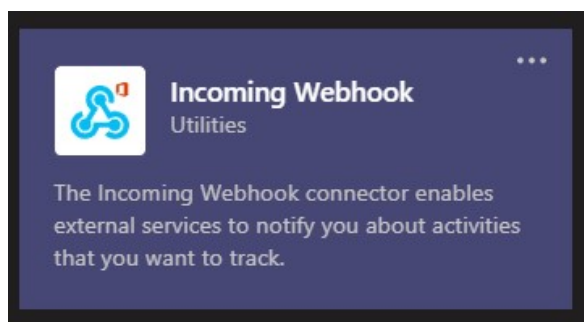 Incoming Webhook
Utilities
The Incoming Webhook connector enables
external services to notify you about activities
that you want to track.